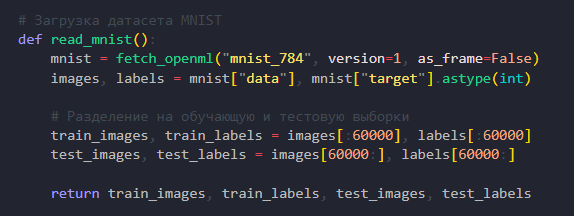 # Загрузка датасета MNIST
def read_mnist():
    mnist = fetch_openml("mnist_784", version=1, as_frame=False)
    images, labels = mnist["data"], mnist["target"].astype(int)
    # Разделение на обучающую и тестовую выборки
    train_images, train_labels = images[:60000], labels[:60000]
    test_images, test_labels = images[60000:], labels[60000:]
    return train_images, train_labels, test_images, test_labels